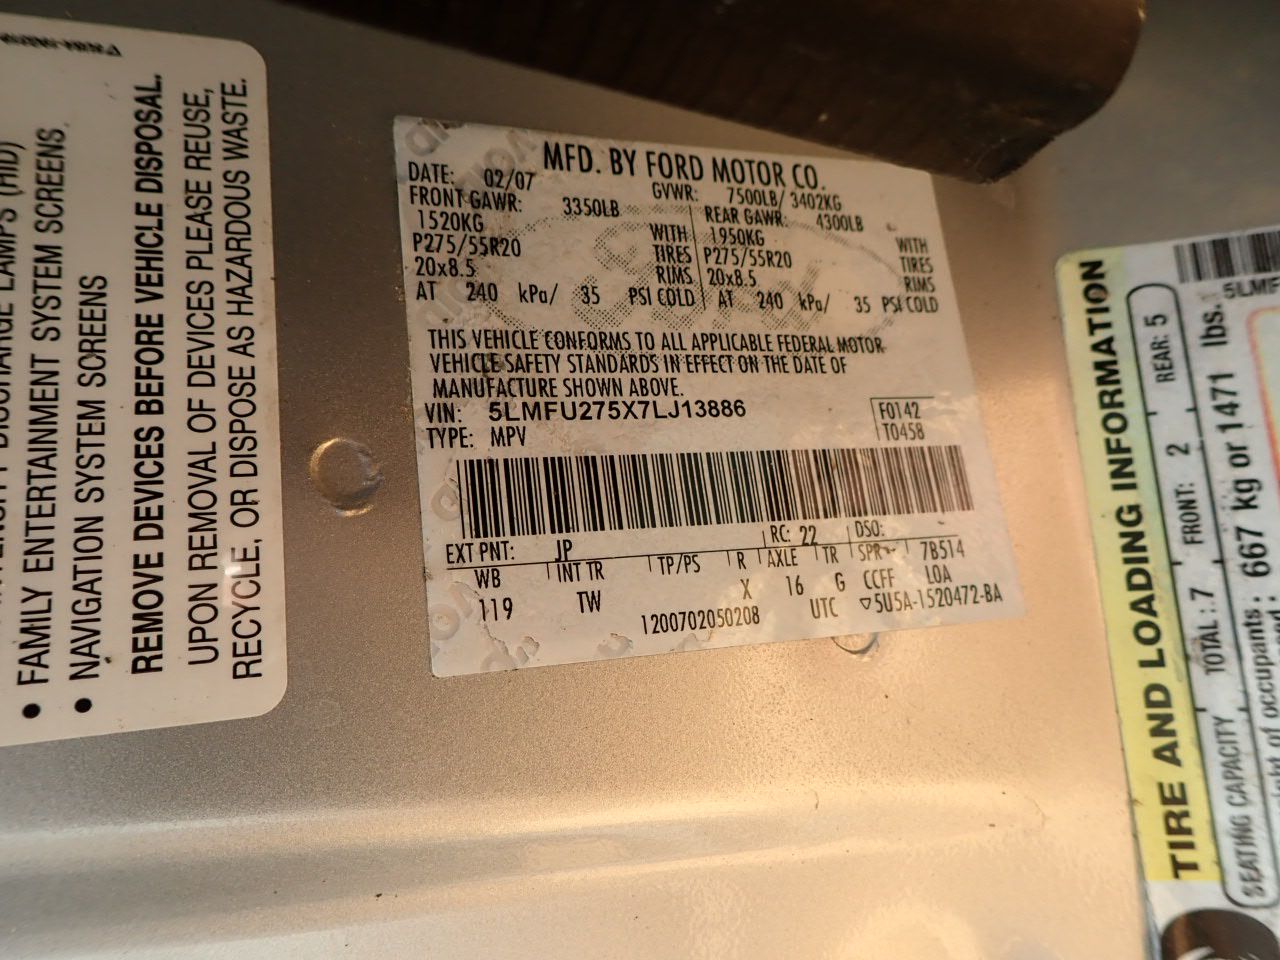 HARGE LAMPS (HID)
• FAMILY ENTERTAINMENT SYSTEM SCREENS
• NAVIGATION SYSTEM SCREENS
REMOVE DEVICES BEFORE VEHICLE DISPOSAL.
UPON REMOVAL OF DEVICES PLEASE REUSE,
RECYCLE, OR DISPOSE AS HAZARDOUS WASTE.
MFD. BY FORD MOTOR CO.
DATE: 02/07 GVWR: 7500LB/ 3402KG
FRONT GAWR: 3350LB REAR GAWR: 4300LB
1520KG WITH 1950KG WITH
P275/55R20 TIRES P275/55R20 TIRES
20x8.5 RIMS 20x8.5 RIMS
AT 240 kPa/ 35 PSI COLD AT 240 kPa/ 35 PSI COLD
THIS VEHICLE CONFORMS TO ALL APPLICABLE FEDERAL MOTOR
VEHICLE SAFETY STANDARDS IN EFFECT ON THE DATE OF
MANUFACTURE SHOWN ABOVE.
VIN: 5LMFU275X7LJ13886 F0142
TYPE: MPV T0458
EXT PNT: JP RC: 22 DSO:
WB INT TR TP/PS R AXLE TR SPR 7B514
119 TW X 16 G CCFF LOA
1200702050208 UTC ▽5U5A-1520472-BA
TIRE AND LOADING INFORMATION
SEATING CAPACITY TOTAL: 7 FRONT: 2 REAR: 5
of occupants: 667 kg or 1471 lbs.
5LMF